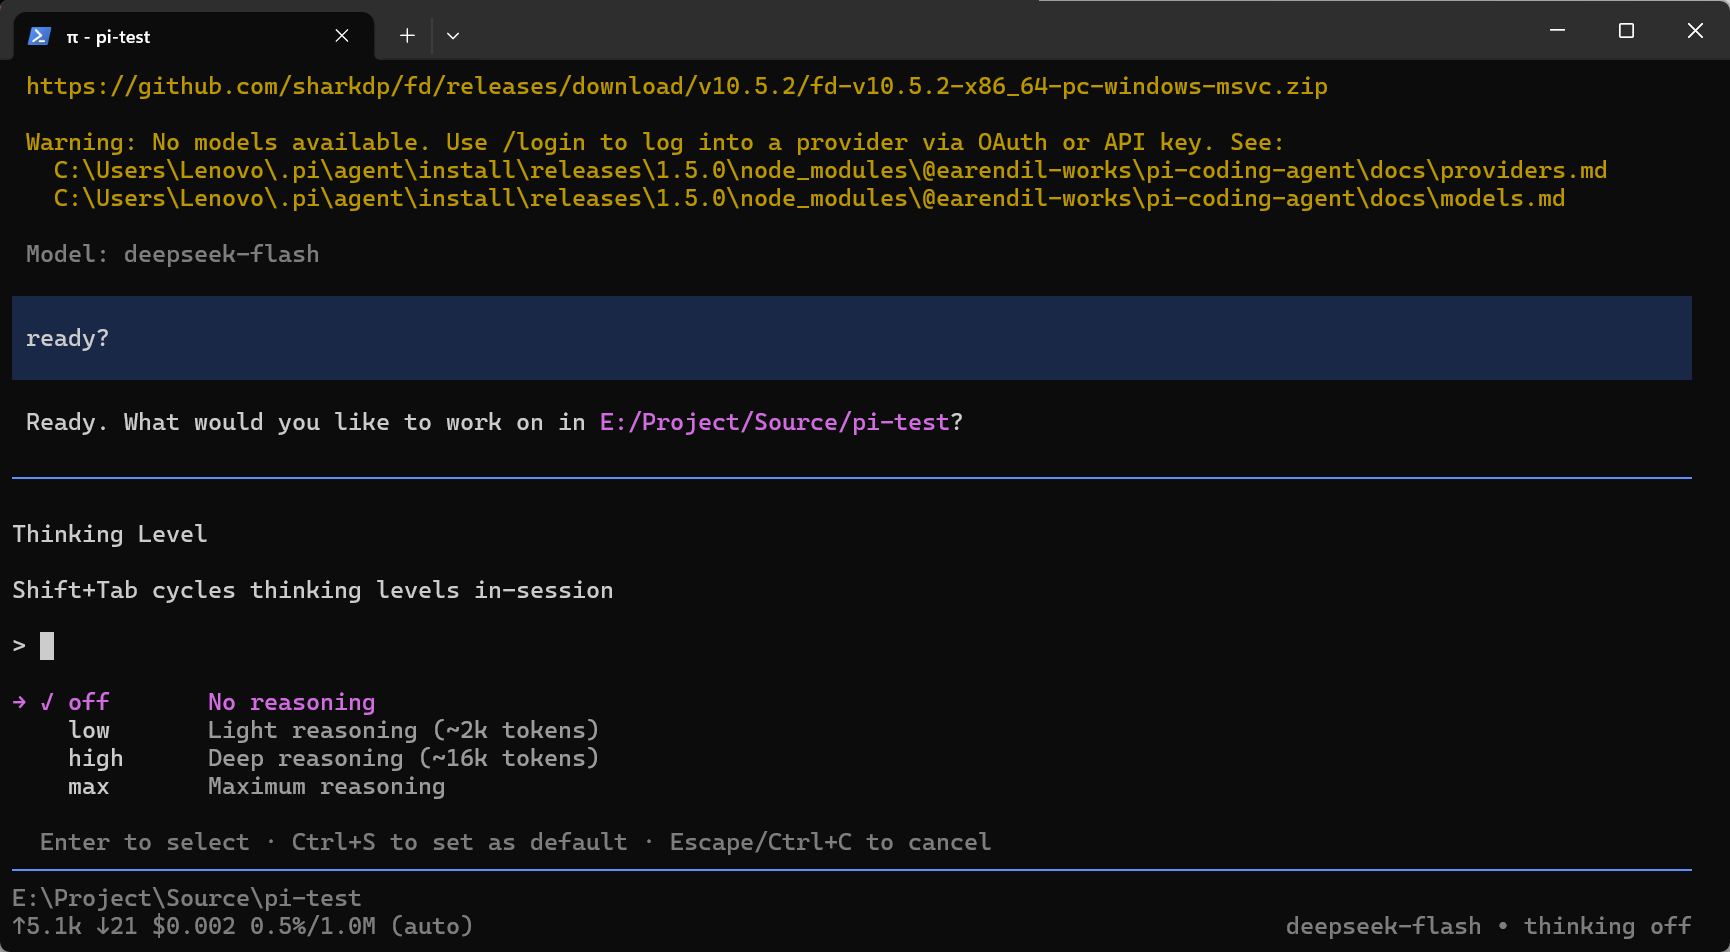 π - pi-test
https://github.com/sharkdp/fd/releases/download/v10.5.2/fd-v10.5.2-x86_64-pc-windows-msvc.zip
Warning: No models available. Use /login to log into a provider via OAuth or API key. See:
C:\Users\Lenovo\.pi\agent\install\releases\1.5.0\node_modules\@earendil-works\pi-coding-agent\docs\providers.md
C:\Users\Lenovo\.pi\agent\install\releases\1.5.0\node_modules\@earendil-works\pi-coding-agent\docs\models.md
Model: deepseek-flash
ready?
Ready. What would you like to work on in E:/Project/Source/pi-test?
Thinking Level
Shift+Tab cycles thinking levels in-session
>
→ ✓ off No reasoning
low Light reasoning (~2k tokens)
high Deep reasoning (~16k tokens)
max Maximum reasoning
Enter to select · Ctrl+S to set as default · Escape/Ctrl+C to cancel
E:\Project\Source\pi-test
↑5.1k ↓21 $0.002 0.5%/1.0M (auto) deepseek-flash • thinking off